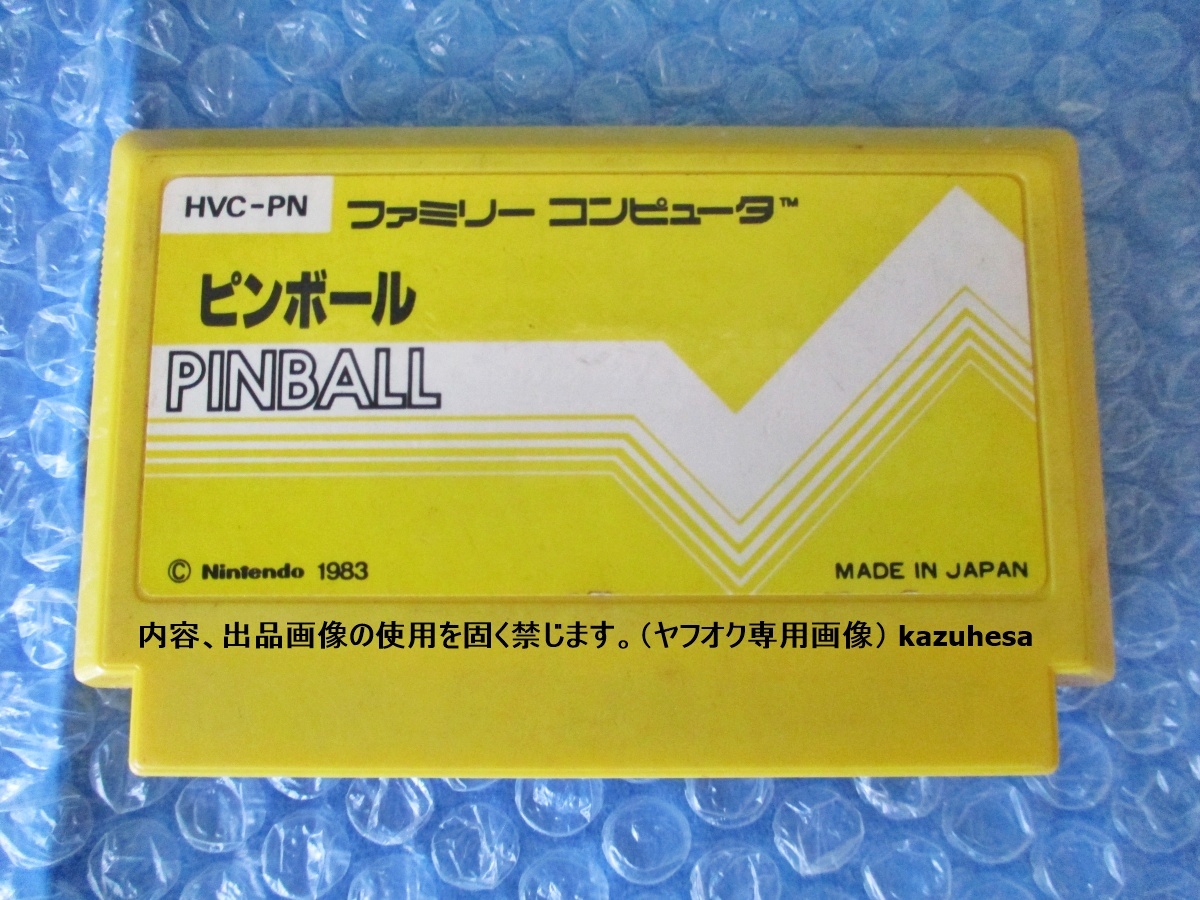 HVC-PN
ファミリー コンピュータ™
ピンボール
PINBALL
© Nintendo 1983
MADE IN JAPAN
内容、出品画像の使用を固く禁じます。（ヤフオク専用画像） kazuhesa